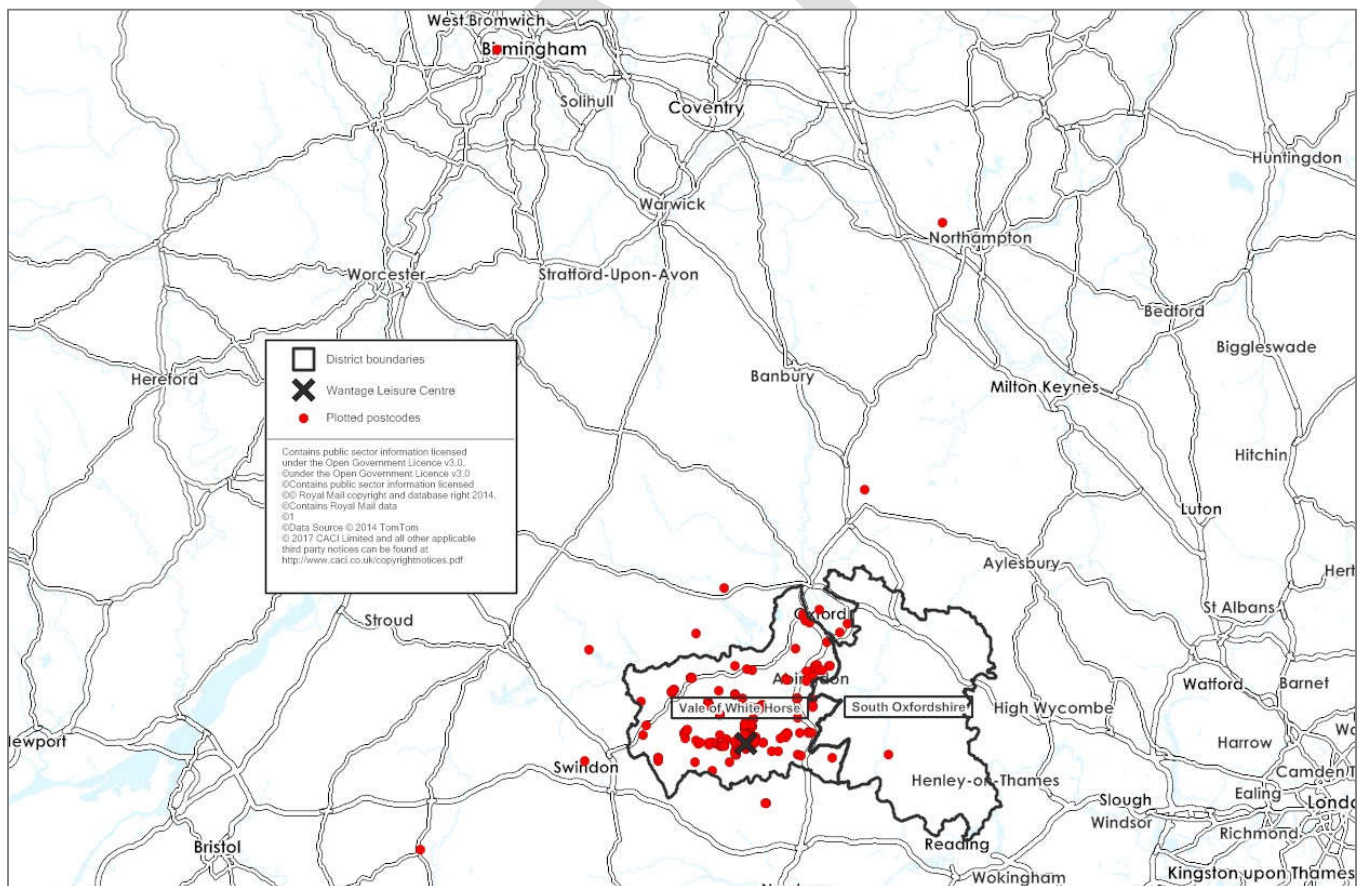 West Bromwich
Birmingham
Solihull
Coventry
Huntingdon
Warwick
Northampton
Worcester
Stratford-Upon-Avon
Bedford
Biggleswade
Hereford
Banbury
Milton Keynes
District boundaries
Wantage Leisure Centre
Plotted postcodes
Contains public sector information licensed
under the Open Government Licence v3.0.
©under the Open Government Licence v3.0
©Contains public sector information licensed
©© Royal Mail copyright and database right 2014.
©Contains Royal Mail data
©1
©Data Source © 2014 TomTom
© 2017 CACI Limited and all other applicable
third party notices can be found at
http://www.caci.co.uk/copyrightnotices.pdf
Hitchin
Luton
Aylesbury
Hert
St Albans
Stroud
Oxford
Abingdon
Watford
Barnet
Vale of White Horse
South Oxfordshire
High Wycombe
Newport
Harrow
Swindon
Henley-on-Thames
Camden T
Ealing
Slough
Windsor
Richmond
Bristol
Reading
Wokingham
Kingston upon Thames